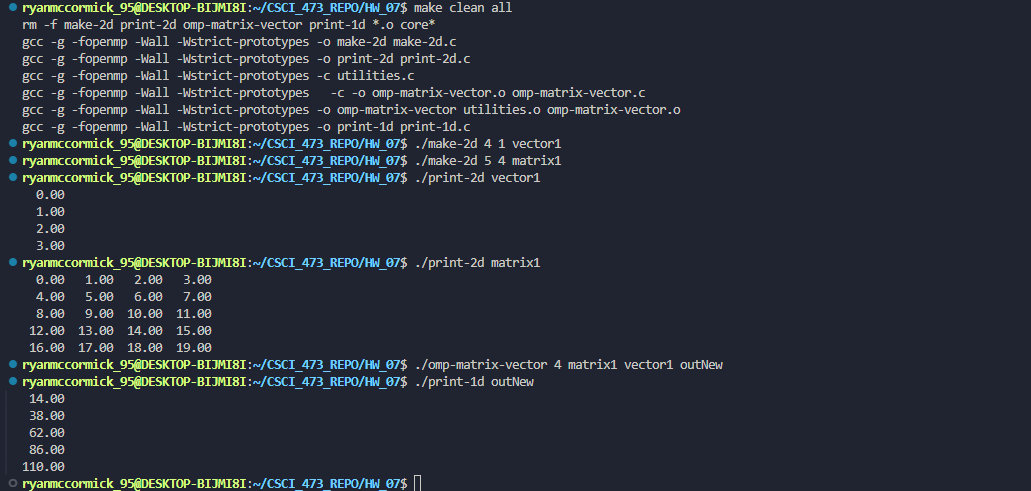 ryanmccormick_95@DESKTOP-BIJMI8I:~/CSCI_473_REPO/HW_07$ make clean all
rm -f make-2d print-2d omp-matrix-vector print-1d *.o core*
gcc -g -fopenmp -Wall -Wstrict-prototypes -o make-2d make-2d.c
gcc -g -fopenmp -Wall -Wstrict-prototypes -o print-2d print-2d.c
gcc -g -fopenmp -Wall -Wstrict-prototypes -c utilities.c
gcc -g -fopenmp -Wall -Wstrict-prototypes   -c -o omp-matrix-vector.o omp-matrix-vector.c
gcc -g -fopenmp -Wall -Wstrict-prototypes -o omp-matrix-vector utilities.o omp-matrix-vector.o
gcc -g -fopenmp -Wall -Wstrict-prototypes -o print-1d print-1d.c
ryanmccormick_95@DESKTOP-BIJMI8I:~/CSCI_473_REPO/HW_07$ ./make-2d 4 1 vector1
ryanmccormick_95@DESKTOP-BIJMI8I:~/CSCI_473_REPO/HW_07$ ./make-2d 5 4 matrix1
ryanmccormick_95@DESKTOP-BIJMI8I:~/CSCI_473_REPO/HW_07$ ./print-2d vector1
  0.00
  1.00
  2.00
  3.00
ryanmccormick_95@DESKTOP-BIJMI8I:~/CSCI_473_REPO/HW_07$ ./print-2d matrix1
  0.00   1.00   2.00   3.00
  4.00   5.00   6.00   7.00
  8.00   9.00  10.00  11.00
 12.00  13.00  14.00  15.00
 16.00  17.00  18.00  19.00
ryanmccormick_95@DESKTOP-BIJMI8I:~/CSCI_473_REPO/HW_07$ ./omp-matrix-vector 4 matrix1 vector1 outNew
ryanmccormick_95@DESKTOP-BIJMI8I:~/CSCI_473_REPO/HW_07$ ./print-1d outNew
 14.00
 38.00
 62.00
 86.00
110.00
ryanmccormick_95@DESKTOP-BIJMI8I:~/CSCI_473_REPO/HW_07$